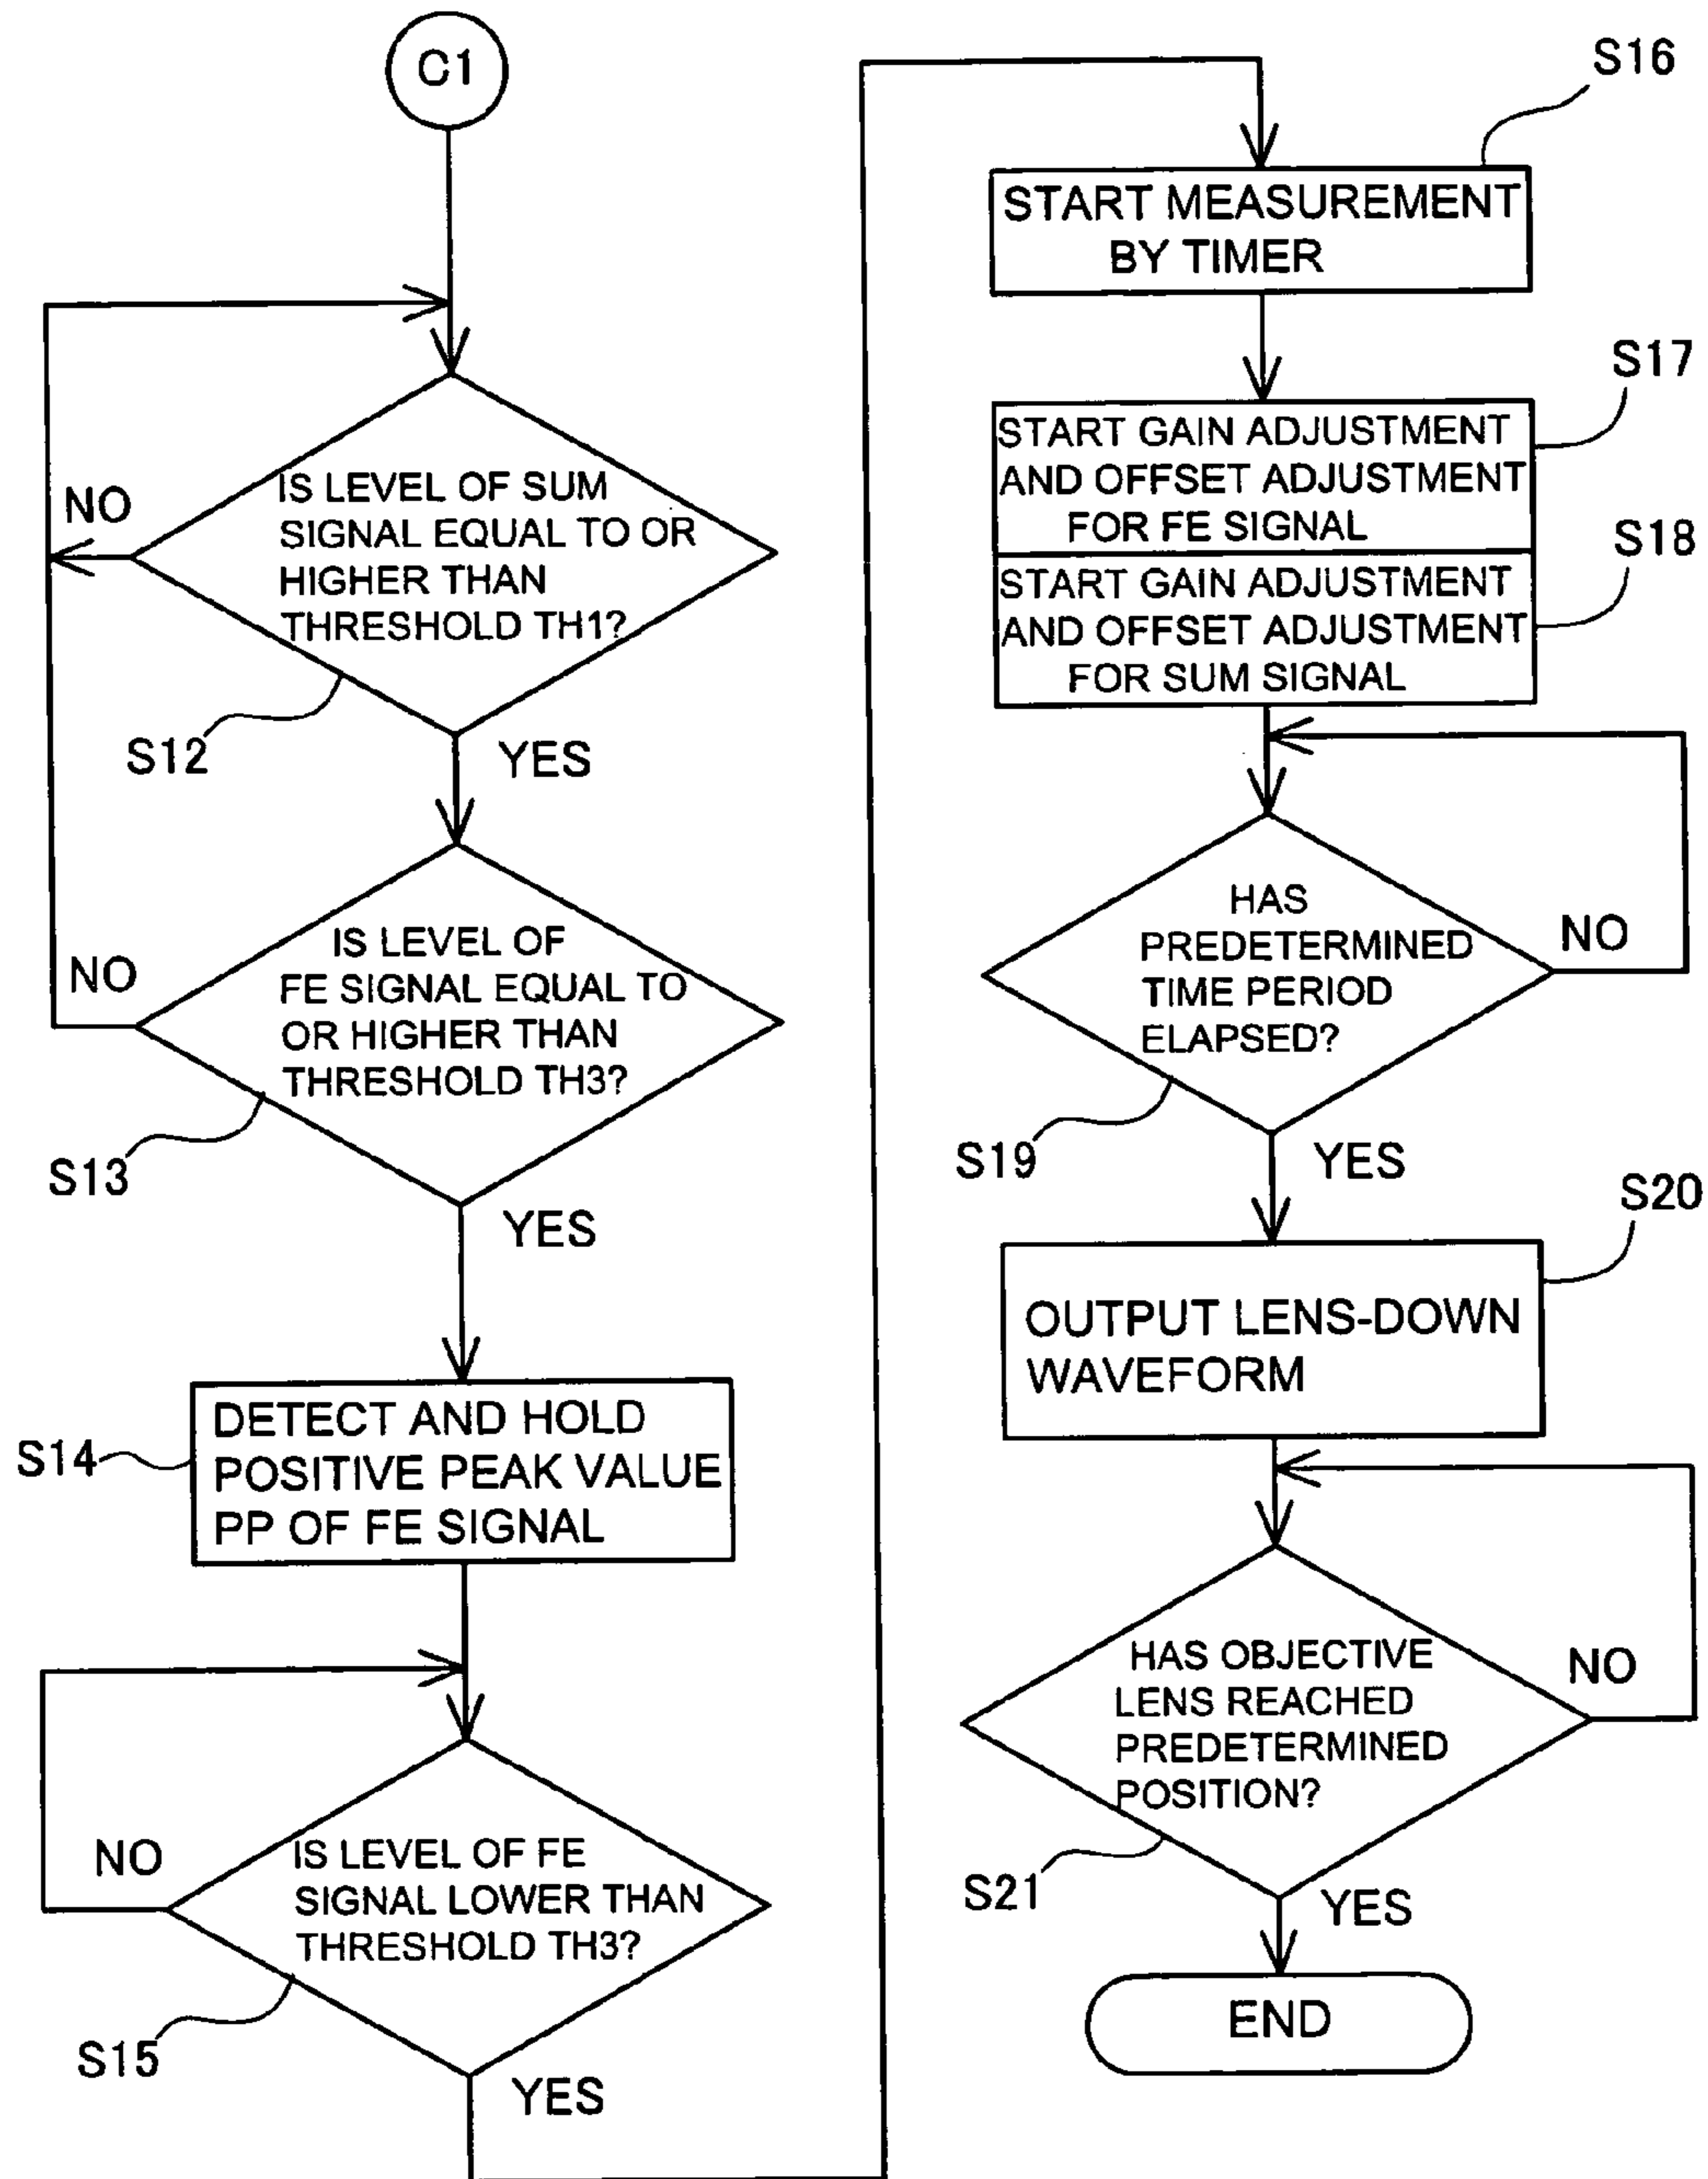 C1
IS LEVEL OF SUM
SIGNAL EQUAL TO OR
HIGHER THAN
THRESHOLD TH1?
NO
S12
YES
IS LEVEL OF
FE SIGNAL EQUAL TO
OR HIGHER THAN
THRESHOLD TH3?
NO
S13
YES
S14
DETECT AND HOLD
POSITIVE PEAK VALUE
PP OF FE SIGNAL
IS LEVEL OF FE
SIGNAL LOWER THAN
THRESHOLD TH3?
NO
S15
YES
S16
START MEASUREMENT
BY TIMER
S17
START GAIN ADJUSTMENT
AND OFFSET ADJUSTMENT
FOR FE SIGNAL
S18
START GAIN ADJUSTMENT
AND OFFSET ADJUSTMENT
FOR SUM SIGNAL
HAS
PREDETERMINED
TIME PERIOD
ELAPSED?
NO
S19
YES
S20
OUTPUT LENS-DOWN
WAVEFORM
HAS OBJECTIVE
LENS REACHED
PREDETERMINED
POSITION?
NO
S21
YES
END